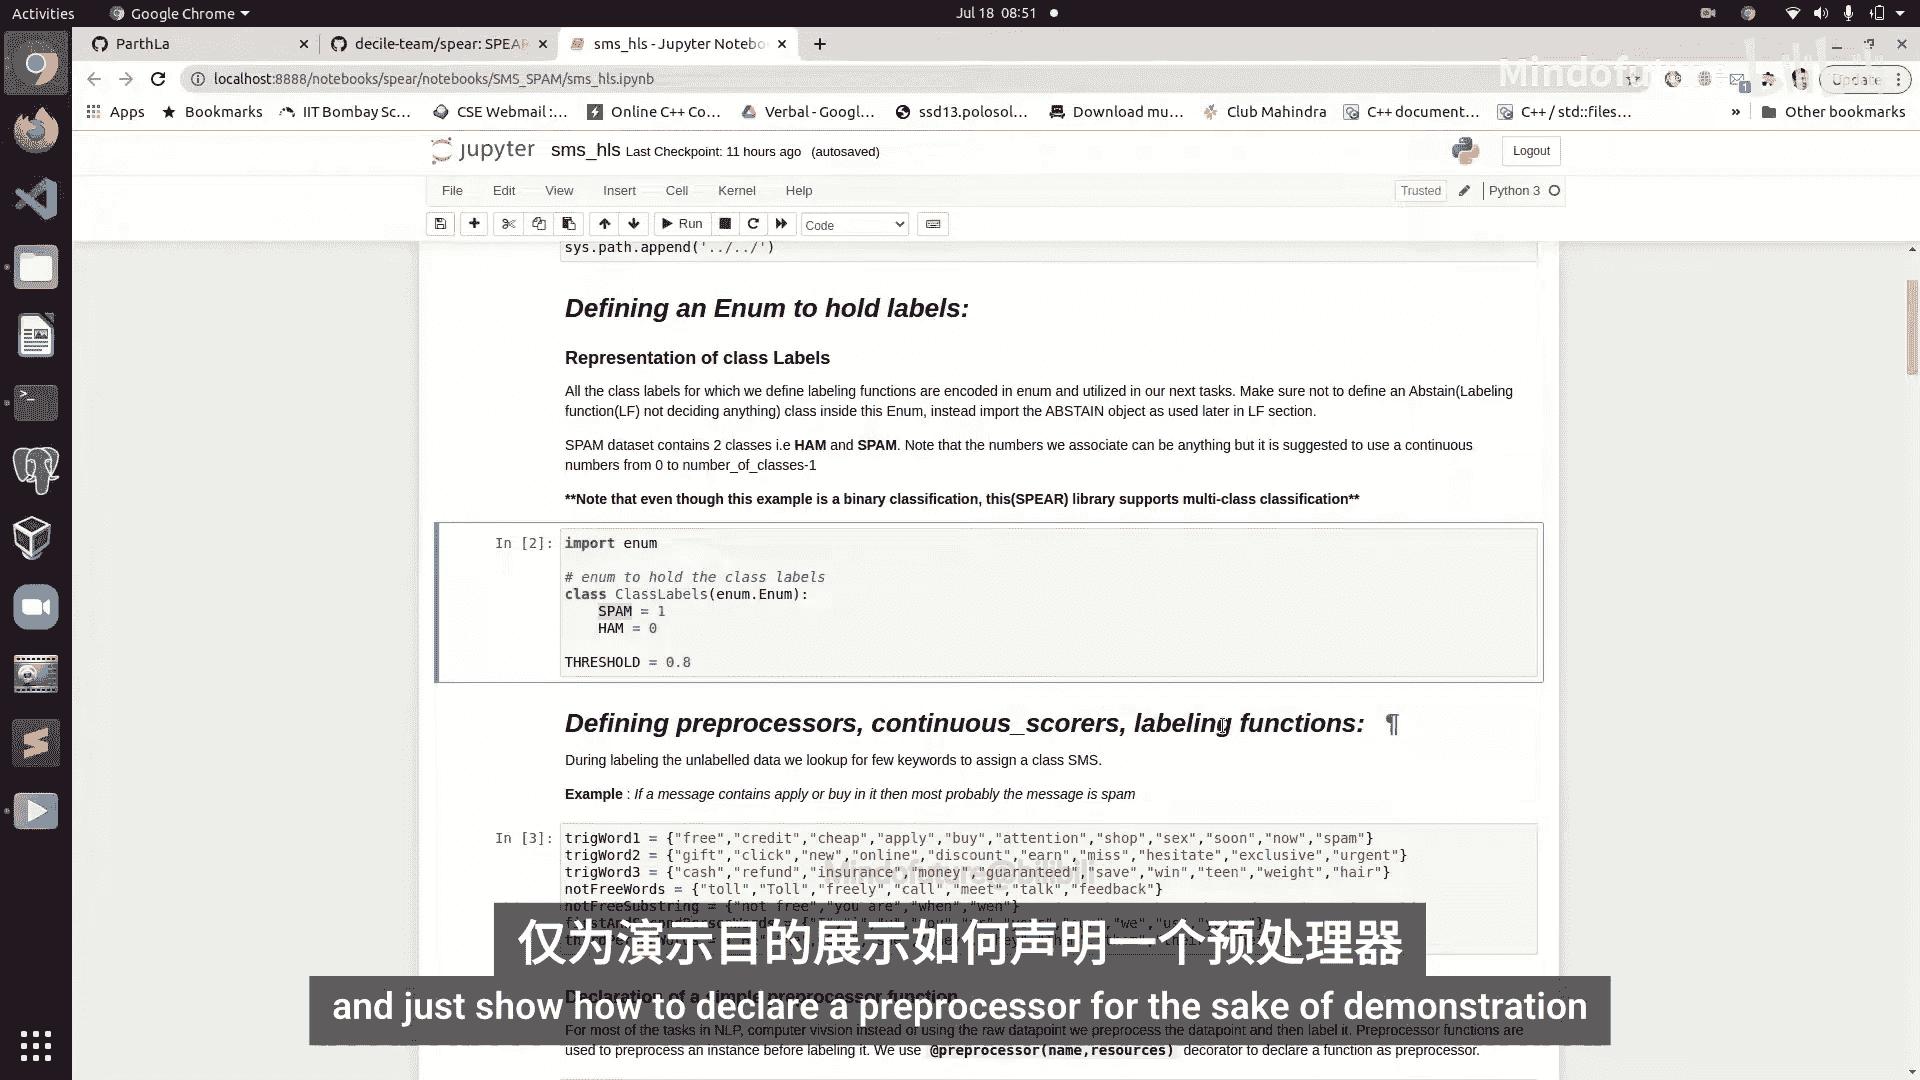 Activities
Google Chrome
Jul 18 08:51
ParthLa
decile-team/spear: SPEAR
sms_hls - Jupyter Notebo
localhost:8888/notebooks/spear/notebooks/SMS_SPAM/sms_hls.ipynb
Update
Mindofuture
Apps
Bookmarks
IIT Bombay Sc...
CSE Webmail :...
Online C++ Co...
Verbal - Googl...
ssd13.polosol...
Download mu...
Club Mahindra
C++ document...
C++ / std::files...
»
Other bookmarks
jupyter
sms_hls Last Checkpoint: 11 hours ago (autosaved)
Logout
File Edit View Insert Cell Kernel Help
Trusted
Python 3
Run
Code
sys.path.append('../../')
Defining an Enum to hold labels:
Representation of class Labels
All the class labels for which we define labeling functions are encoded in enum and utilized in our next tasks. Make sure not to define an Abstain(Labeling
function(LF) not deciding anything) class inside this Enum, instead import the ABSTAIN object as used later in LF section.
SPAM dataset contains 2 classes i.e HAM and SPAM. Note that the numbers we associate can be anything but it is suggested to use a continuous
numbers from 0 to number_of_classes-1
**Note that even though this example is a binary classification, this(SPEAR) library supports multi-class classification**
In [2]: import enum
# enum to hold the class labels
class ClassLabels(enum.Enum):
SPAM = 1
HAM = 0
THRESHOLD = 0.8
Defining preprocessors, continuous_scorers, labeling functions: ¶
During labeling the unlabelled data we lookup for few keywords to assign a class SMS.
Example : If a message contains apply or buy in it then most probably the message is spam
In [3]: trigWord1 = {"free","credit","cheap","apply","buy","attention","shop","sex","soon","now","spam"}
trigWord2 = {"gift","click","new","online","discount","earn","miss","hesitate","exclusive","urgent"}
trigWord3 = {"cash","refund","insurance","money","guaranteed","save","win","teen","weight","hair"}
Mindofuture@bilibili
notFreeWords = {"toll","Toll","freely","call","meet","talk","feedback"}
notFreeSubstring = {"not free","you are","when","wen"}
仅为演示目的展示如何声明一个预处理器
Declaration of a simple preprocessor function
and just show how to declare a preprocessor for the sake of demonstration
For most of the tasks in NLP, computer vivsion instead of using the raw datapoint we preprocess the datapoint and then label it. Preprocessor functions are
used to preprocess an instance before labeling it. We use @preprocessor(name,resources) decorator to declare a function as preprocessor.